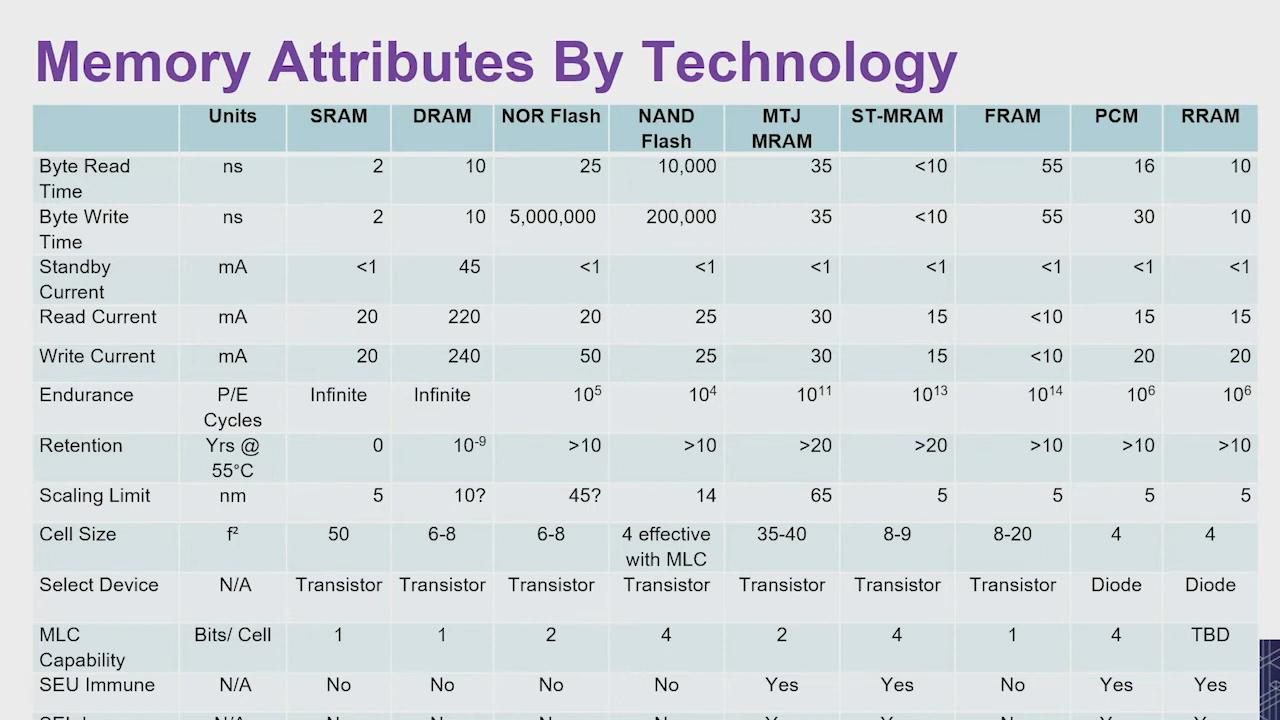 Memory Attributes By Technology
Units SRAM DRAM NOR Flash NAND Flash MTJ MRAM ST-MRAM FRAM PCM RRAM
Byte Read Time ns 2 10 25 10,000 35 <10 55 16 10
Byte Write Time ns 2 10 5,000,000 200,000 35 <10 55 30 10
Standby Current mA <1 45 <1 <1 <1 <1 <1 <1 <1
Read Current mA 20 220 20 25 30 15 <10 15 15
Write Current mA 20 240 50 25 30 15 <10 20 20
Endurance P/E Cycles Infinite Infinite 10⁵ 10⁴ 10¹¹ 10¹³ 10¹⁴ 10⁶ 10⁶
Retention Yrs @ 55°C 0 10⁻⁹ >10 >10 >20 >20 >10 >10 >10
Scaling Limit nm 5 10? 45? 14 65 5 5 5 5
Cell Size f² 50 6-8 6-8 4 effective with MLC 35-40 8-9 8-20 4 4
Select Device N/A Transistor Transistor Transistor Transistor Transistor Transistor Transistor Diode Diode
MLC Capability Bits/ Cell 1 1 2 4 2 4 1 4 TBD
SEU Immune N/A No No No No Yes Yes No Yes Yes